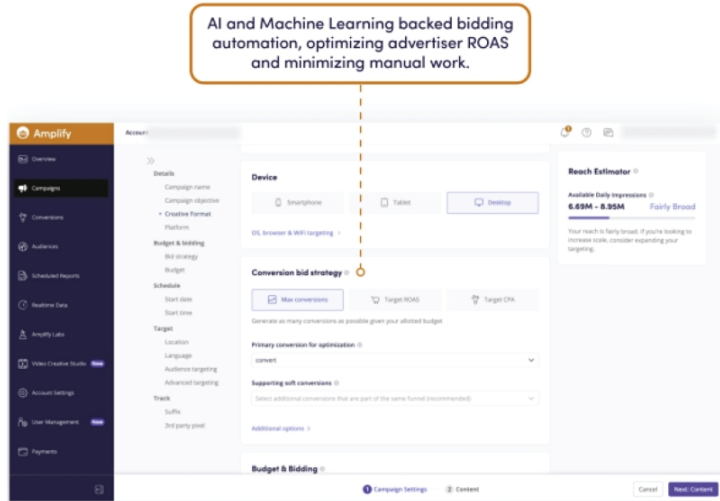 AI and Machine Learning backed bidding
automation, optimizing advertiser ROAS
and minimizing manual work.
Amplify
Account
Overview
Campaigns
Conversions
Audiences
Scheduled Reports
Realtime Data
Amplify Labs
Video Creative Studio New
Account Settings
User Management New
Payments
Details
Campaign name
Campaign objective
Creative Format
Platform
Budget & bidding
Bid strategy
Budget
Schedule
Start date
Start time
Target
Location
Language
Audience targeting
Advanced targeting
Track
Suffix
3rd party pixel
Device
Smartphone
Tablet
Desktop
OS, browser & WiFi targeting >
Conversion bid strategy
Max conversions
Target ROAS
Target CPA
Generate as many conversions as possible given your allotted budget
Primary conversion for optimization
convert
Supporting soft conversions
Select additional conversions that are part of the same funnel (recommended)
Additional options >
Budget & Bidding
Reach Estimator
Available Daily Impressions
6.69M - 8.95M Fairly Broad
Your reach is fairly broad. If you're looking to
increase scale, consider expanding your
targeting.
1 Campaign Settings
2 Content
Cancel
Next: Content